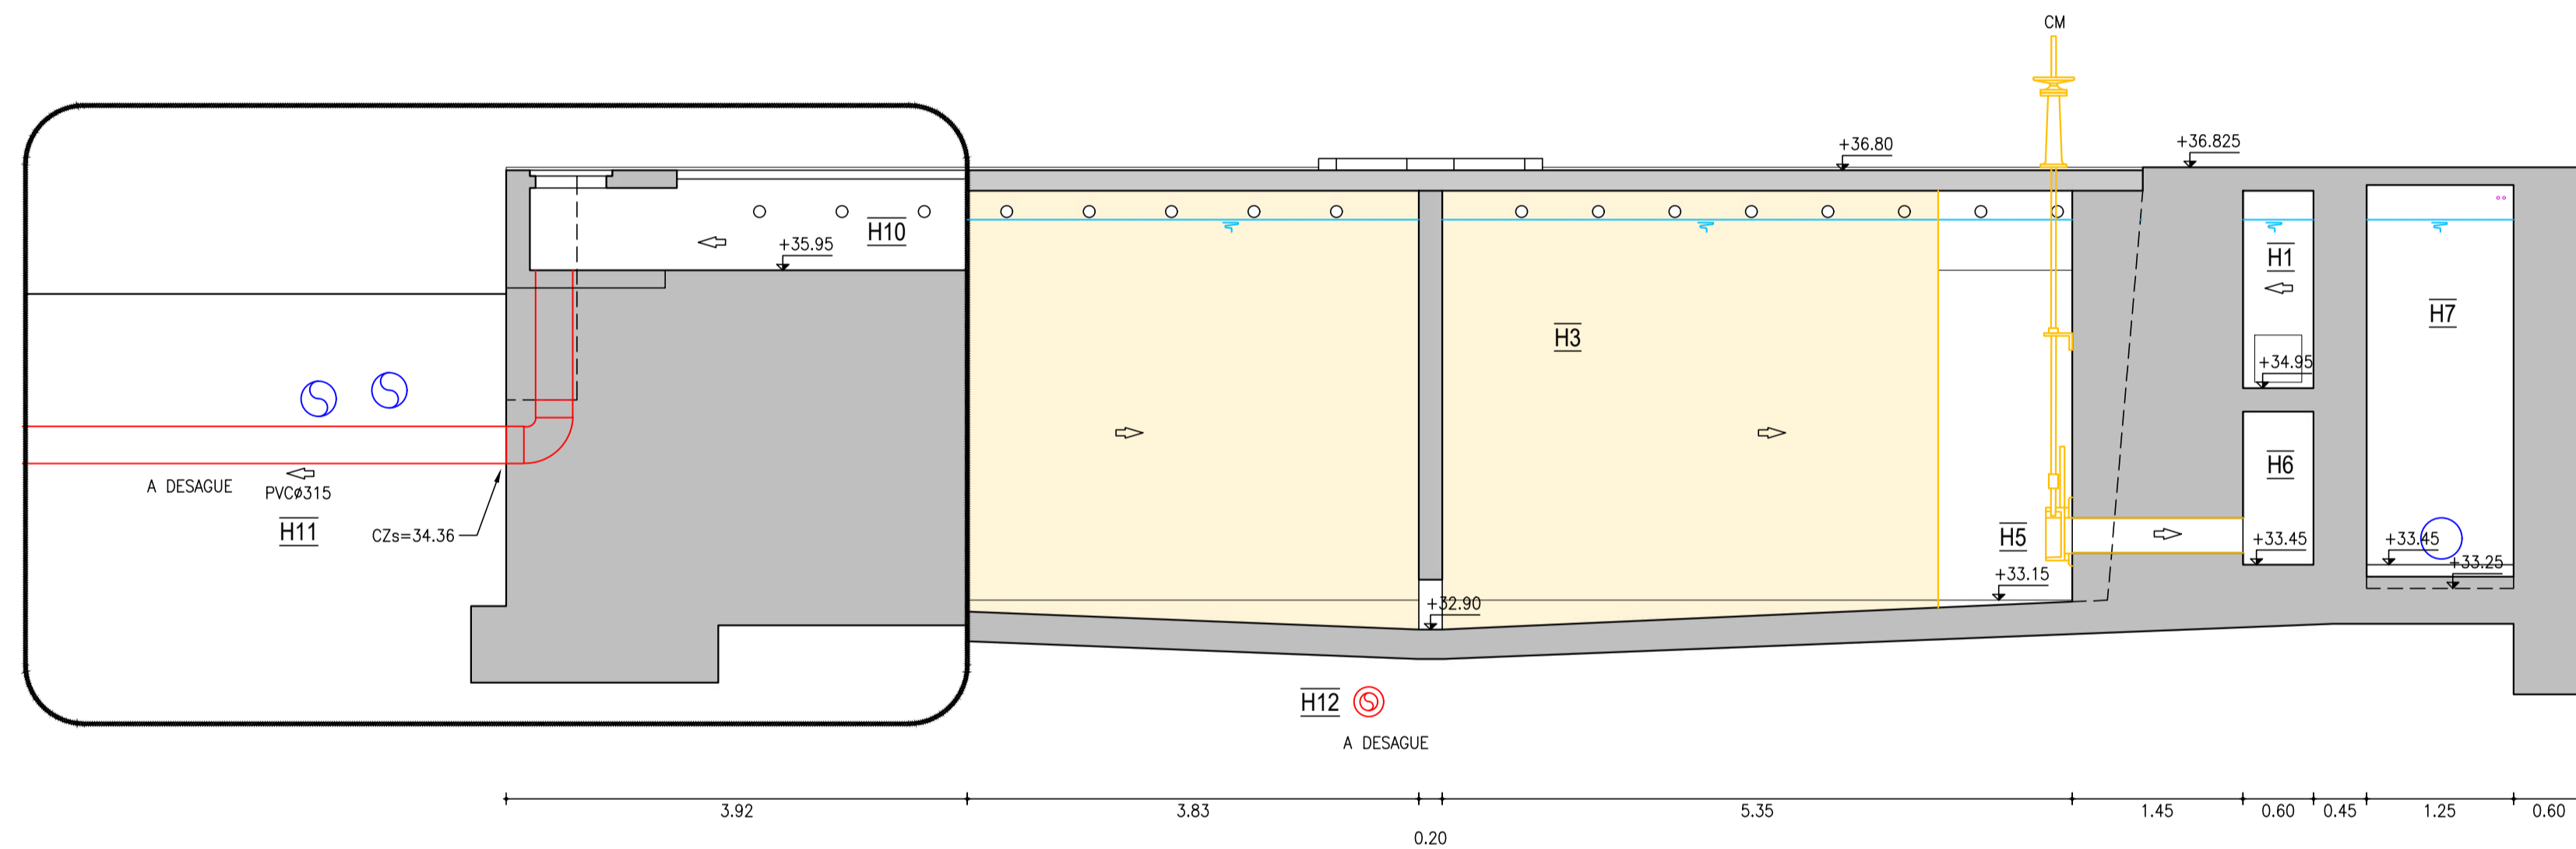 CM
+36.80
+36.825
H10
+35.95
H1
H7
H3
+34.95
H6
A DESAGUE
PVCø315
H11
CZs=34.36
H5
+33.45
+33.45
+33.25
+33.15
+32.90
H12
A DESAGUE
3.92
3.83
0.20
5.35
1.45
0.60
0.45
1.25
0.60